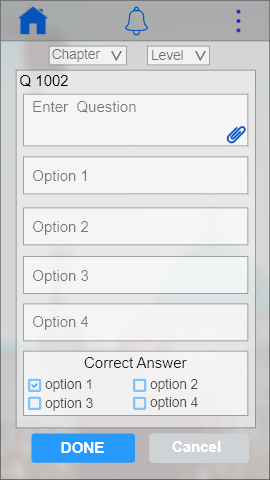 Chapter Level
Q 1002
Enter Question
Option 1
Option 2
Option 3
Option 4
Correct Answer
option 1 option 2
option 3 option 4
DONE Cancel